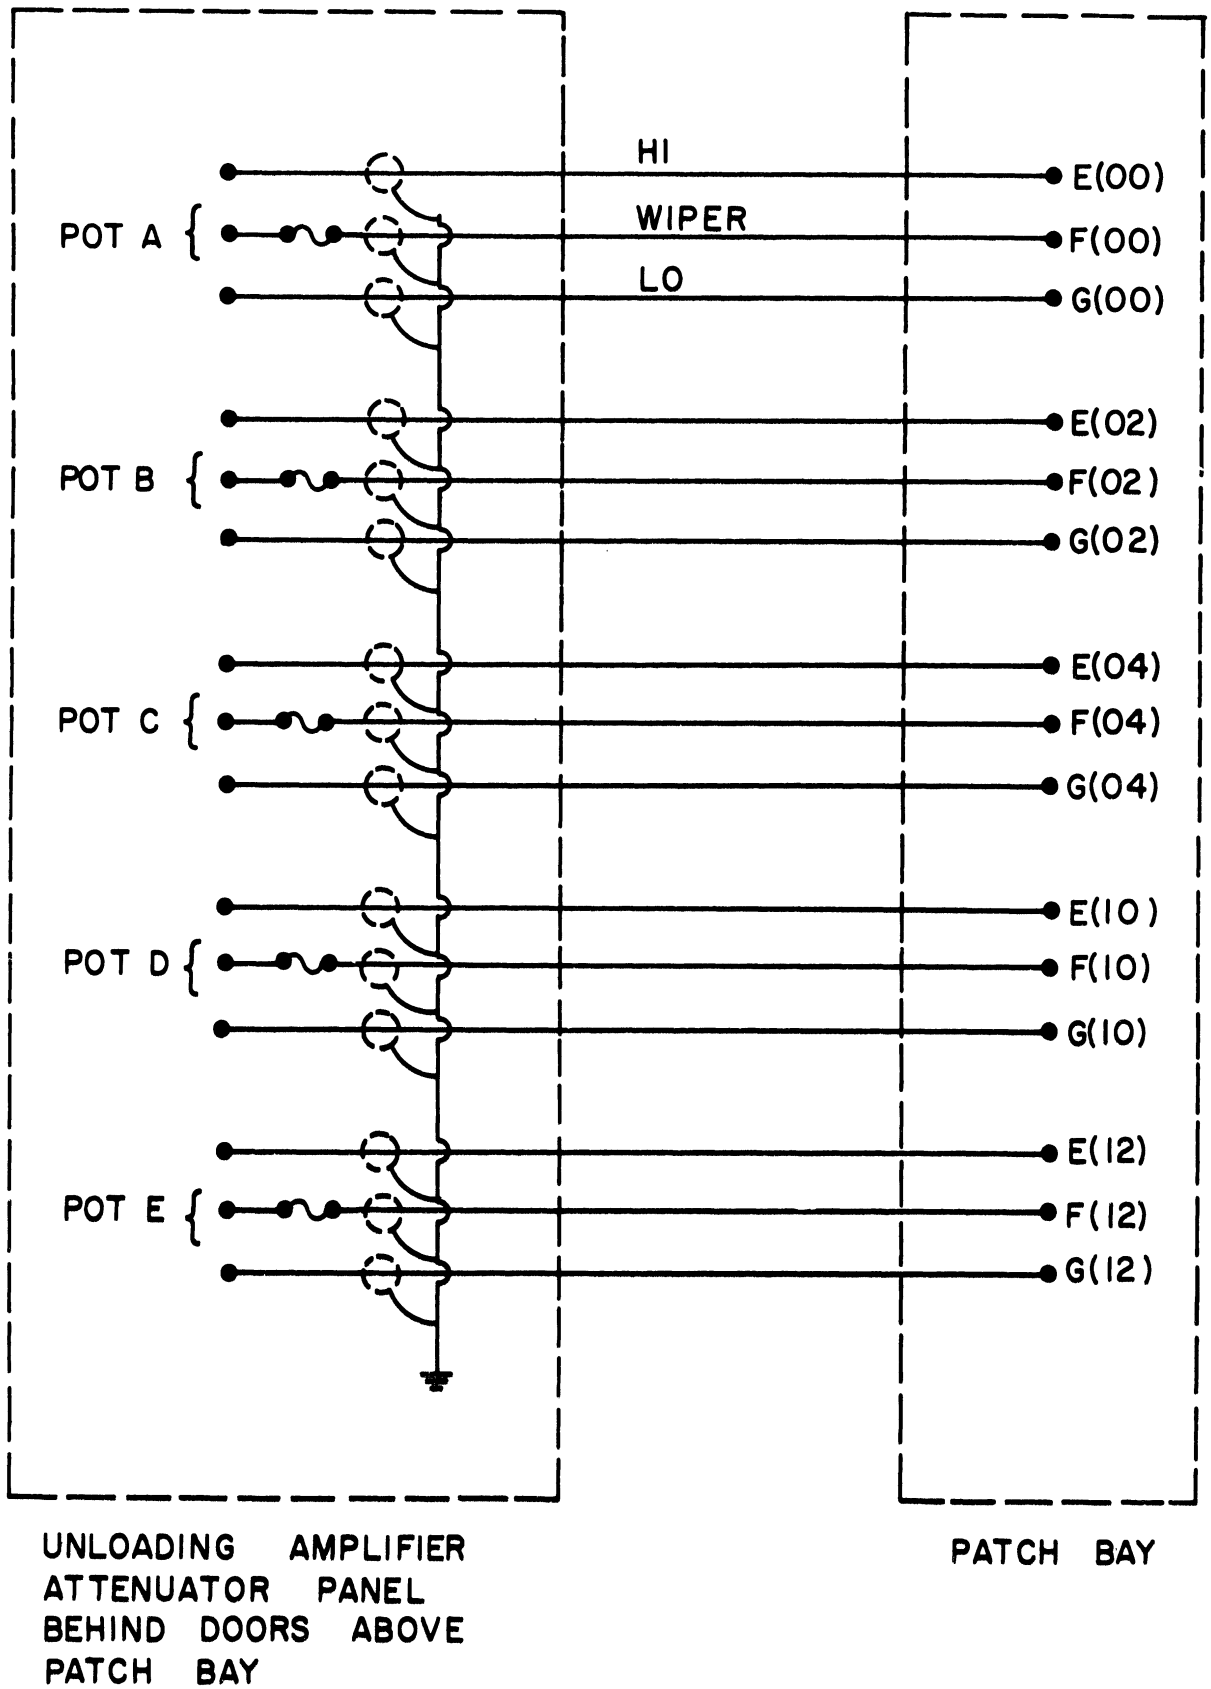 HI
E(00)
POT A {
WIPER
F(00)
LO
G(00)
E(02)
POT B {
F(02)
G(02)
E(04)
POT C {
F(04)
G(04)
E(10)
POT D {
F(10)
G(10)
E(12)
POT E {
F(12)
G(12)
UNLOADING AMPLIFIER
ATTENUATOR PANEL
BEHIND DOORS ABOVE
PATCH BAY
PATCH BAY